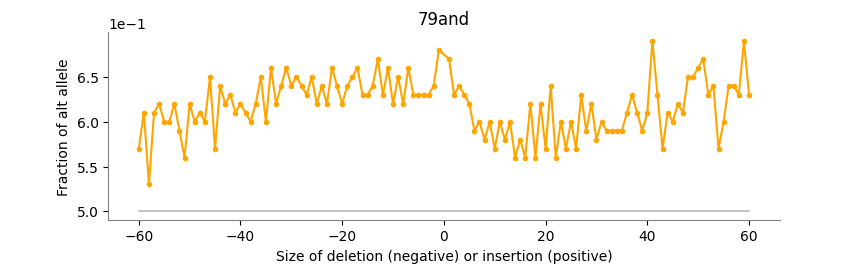 79and
1e−1
Fraction of alt allele
6.5
6.0
5.5
5.0
−60 −40 −20 0 20 40 60
Size of deletion (negative) or insertion (positive)